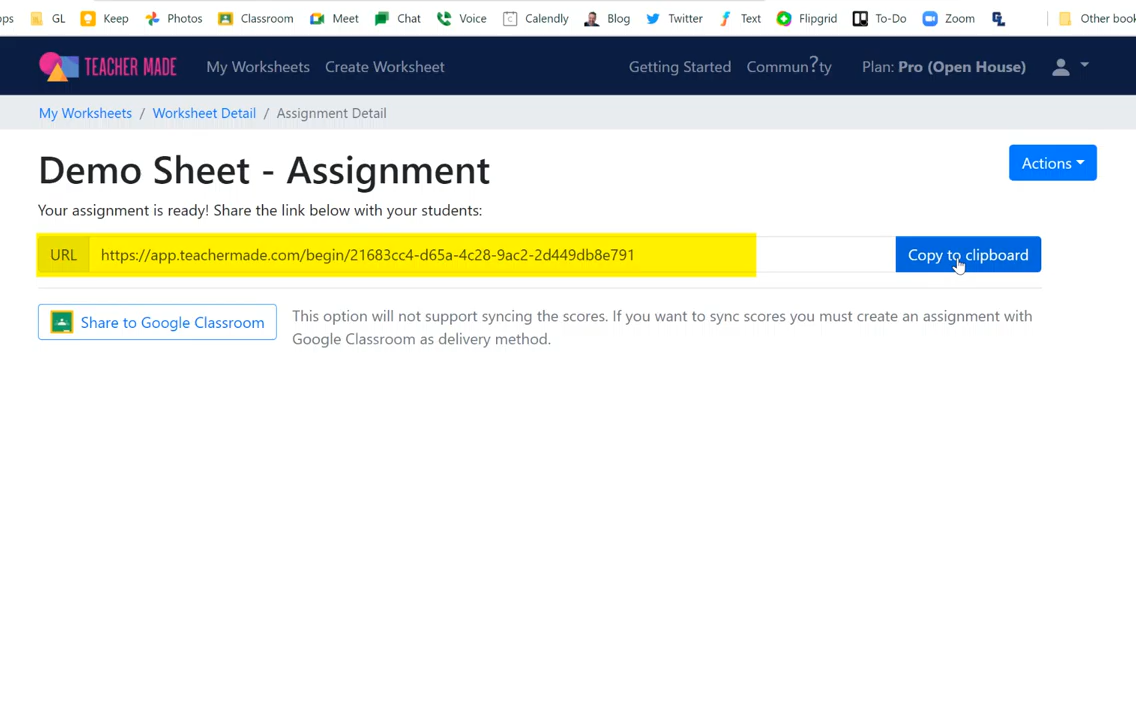 ps GL Keep Photos Classroom Meet Chat Voice Calendly Blog Twitter Text Flipgrid To-Do Zoom Other book
TEACHER MADE My Worksheets Create Worksheet Getting Started Commun?ty Plan: Pro (Open House)
My Worksheets / Worksheet Detail / Assignment Detail
Demo Sheet - Assignment
Actions
Your assignment is ready! Share the link below with your students:
URL https://app.teachermade.com/begin/21683cc4-d65a-4c28-9ac2-2d449db8e791 Copy to clipboard
Share to Google Classroom
This option will not support syncing the scores. If you want to sync scores you must create an assignment with
Google Classroom as delivery method.